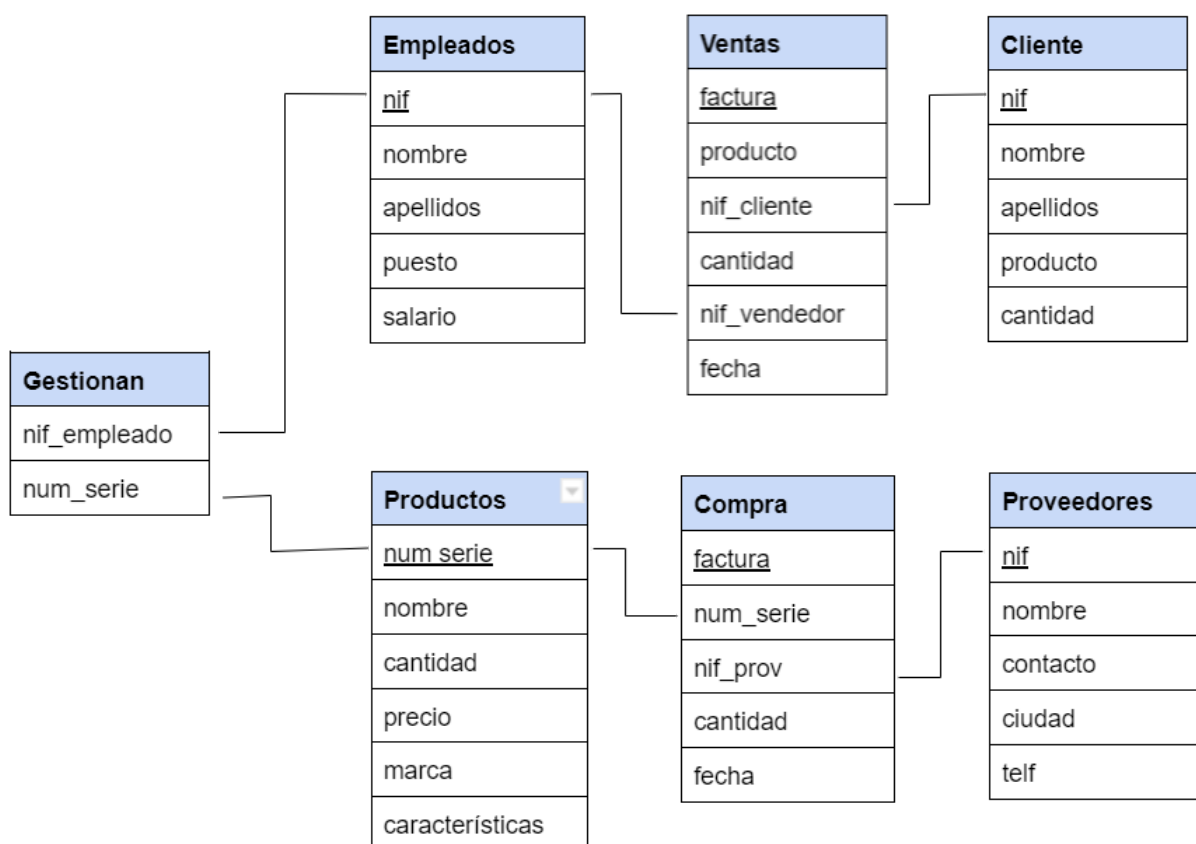 Empleados
nif
nombre
apellidos
puesto
salario
Ventas
factura
producto
nif_cliente
cantidad
nif_vendedor
fecha
Cliente
nif
nombre
apellidos
producto
cantidad
Gestionan
nif_empleado
num_serie
Productos
num serie
nombre
cantidad
precio
marca
características
Compra
factura
num_serie
nif_prov
cantidad
fecha
Proveedores
nif
nombre
contacto
ciudad
telf